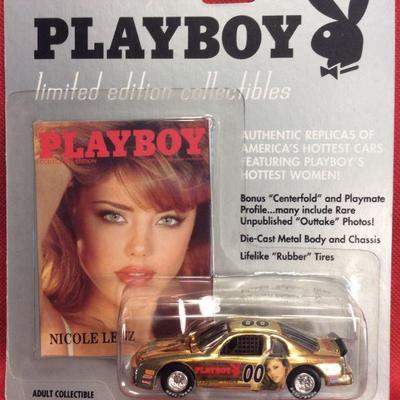 PLAYBOY
limited edition collectibles
AUTHENTIC REPLICAS OF
AMERICA'S HOTTEST CARS
FEATURING PLAYBOY'S
HOTTEST WOMEN!
Bonus "Centerfold" and Playmate
Profile...many include Rare
Unpublished "Outtake" Photos!
Die-Cast Metal Body and Chassis
Lifelike "Rubber" Tires
PLAYBOY
EDITION
NICOLE LENZ
00
PLAYBOY
00
ADULT COLLECTIBLE